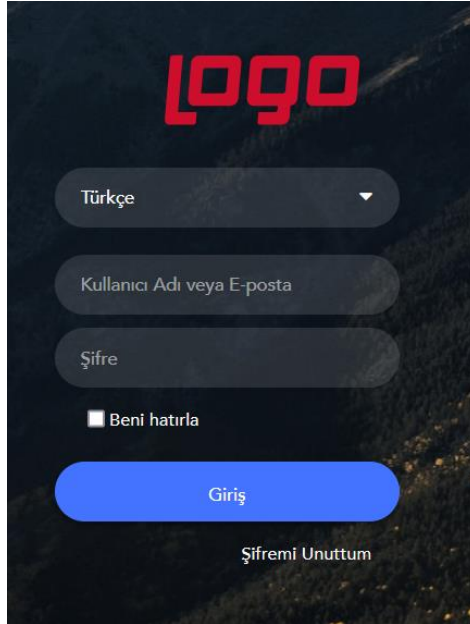 logo
Türkçe
Kullanıcı Adı veya E-posta
Şifre
Beni hatırla
Giriş
Şifremi Unuttum